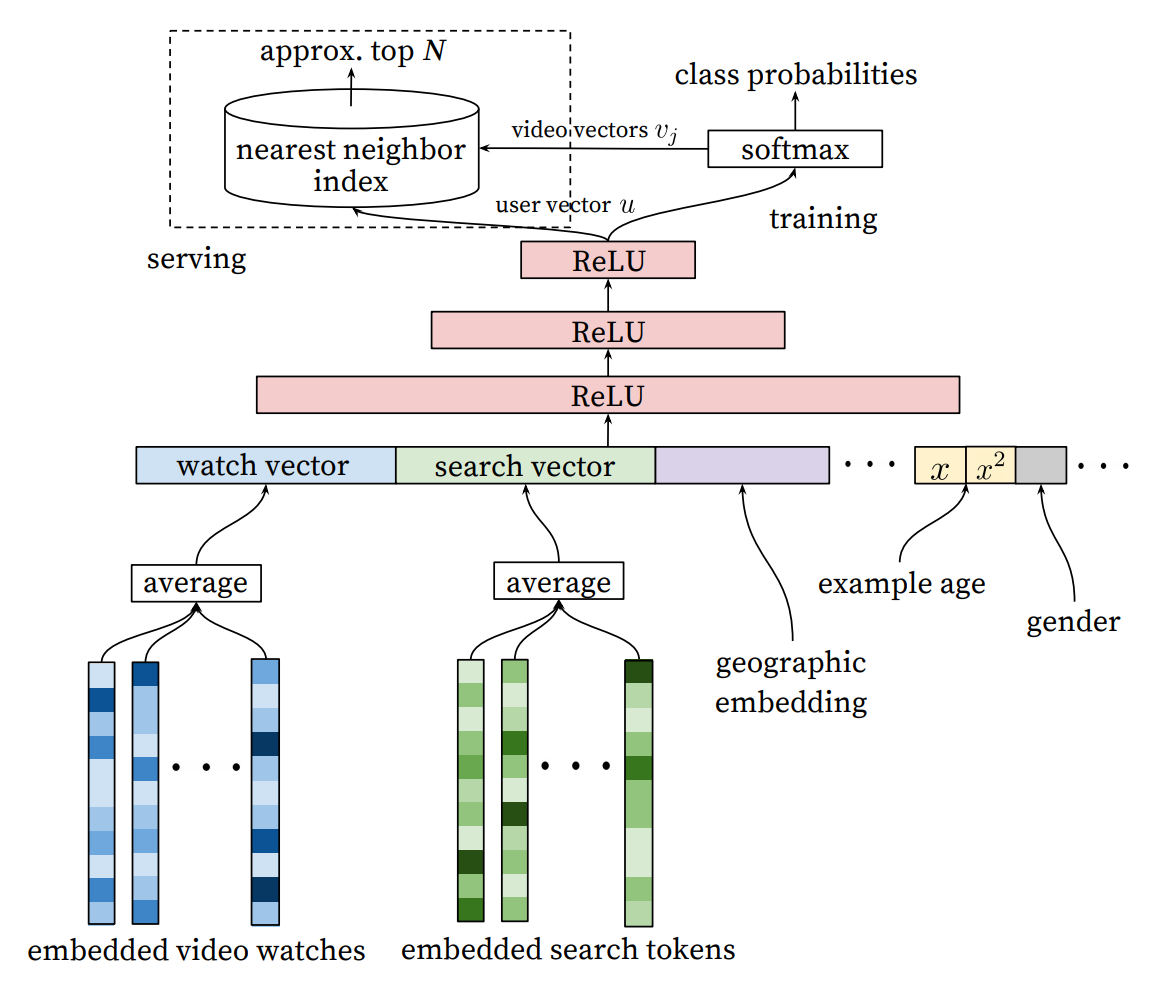 approx. top N
class probabilities
video vectors v_j
softmax
nearest neighbor
index
user vector u
training
serving
ReLU
ReLU
ReLU
watch vector
search vector
x
x²
average
average
example age
gender
geographic
embedding
embedded video watches
embedded search tokens